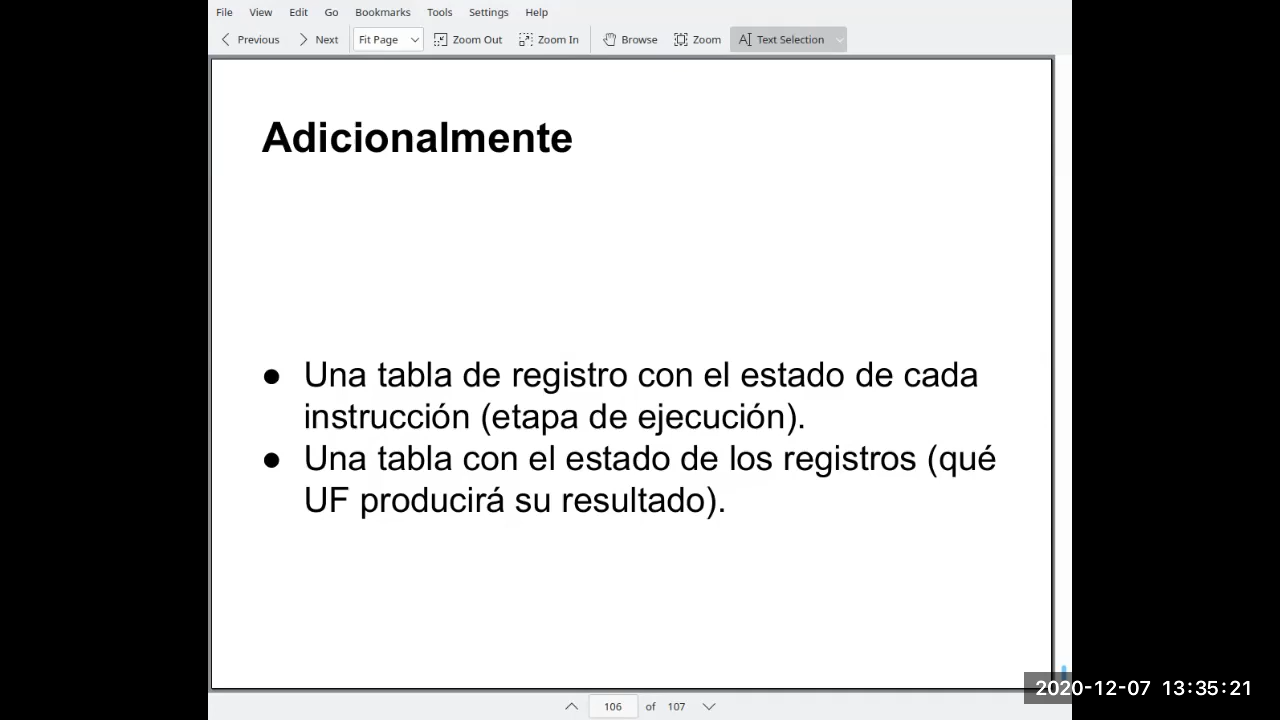 File View Edit Go Bookmarks Tools Settings Help
Previous Next Fit Page Zoom Out Zoom In Browse Zoom Text Selection
Adicionalmente
● Una tabla de registro con el estado de cada
instrucción (etapa de ejecución).
● Una tabla con el estado de los registros (qué
UF producirá su resultado).
2020-12-07 13:35:21
106 of 107